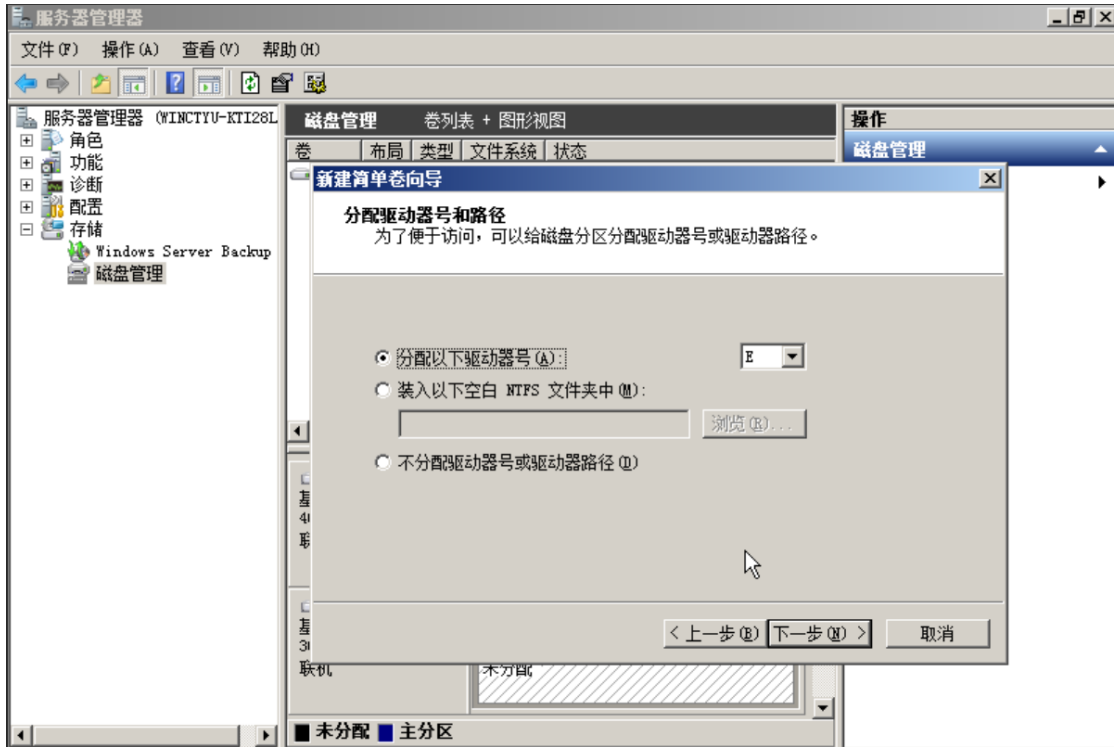 服务器管理器
文件(F) 操作(A) 查看(V) 帮助(H)
服务器管理器 (WINCTYU-KTI28L
角色
功能
诊断
配置
存储
Windows Server Backup
磁盘管理
磁盘管理 卷列表 + 图形视图
卷 布局 类型 文件系统 状态
操作
磁盘管理
新建简单卷向导
分配驱动器号和路径
为了便于访问，可以给磁盘分区分配驱动器号或驱动器路径。
分配以下驱动器号(A): E
装入以下空白 NTFS 文件夹中(M):
浏览(R)...
不分配驱动器号或驱动器路径(D)
< 上一步(B) 下一步(N) > 取消
基
联
基
联机
未分配
未分配 主分区